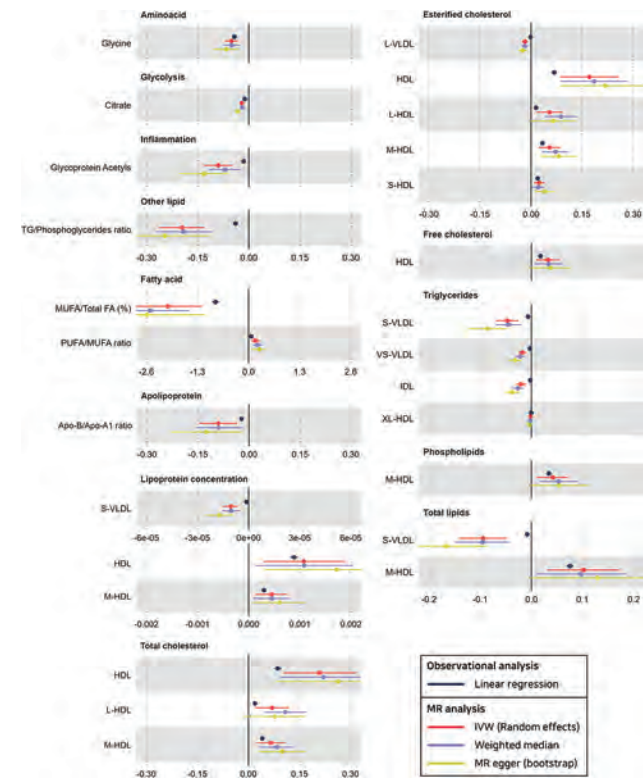 Aminoacid
Glycine
Glycolysis
Citrate
Inflammation
Glycoprotein Acetyls
Other lipid
TG/Phosphoglycerides ratio
-0.30 -0.15 0.00 0.15 0.30
Fatty acid
MUFA/Total FA (%)
PUFA/MUFA ratio
-2.6 -1.3 0.0 1.3 2.6
Apolipoprotein
Apo-B/Apo-A1 ratio
-0.30 -0.15 0.00 0.15 0.30
Lipoprotein concentration
S-VLDL
-6e-05 -3e-05 0e+00 3e-05 6e-05
HDL
M-HDL
-0.002 -0.001 0.000 0.001 0.002
Total cholesterol
HDL
L-HDL
M-HDL
-0.30 -0.15 0.00 0.15 0.30
Esterified cholesterol
L-VLDL
HDL
L-HDL
M-HDL
S-HDL
-0.30 -0.15 0.00 0.15 0.30
Free cholesterol
HDL
Triglycerides
S-VLDL
VS-VLDL
IDL
XL-HDL
Phospholipids
M-HDL
Total lipids
S-VLDL
M-HDL
-0.2 -0.1 0.0 0.1 0.2
Observational analysis
Linear regression
MR analysis
IVW (Random effects)
Weighted median
MR egger (bootstrap)